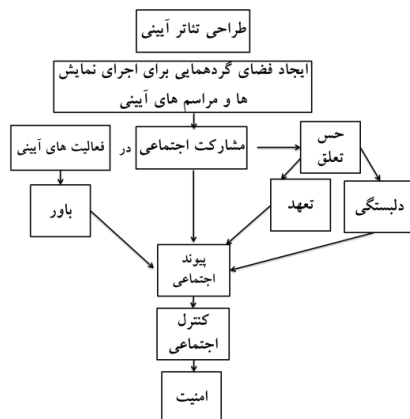 طراحی تئاتر آیینی
ایجاد فضای گردهمایی برای اجرای نمایش
ها و مراسم های آیینی
حس
تعلق
مشارکت اجتماعی
در
فعالیت های آیینی
دلبستگی
تعهد
باور
پیوند
اجتماعی
کنترل
اجتماعی
امنیت